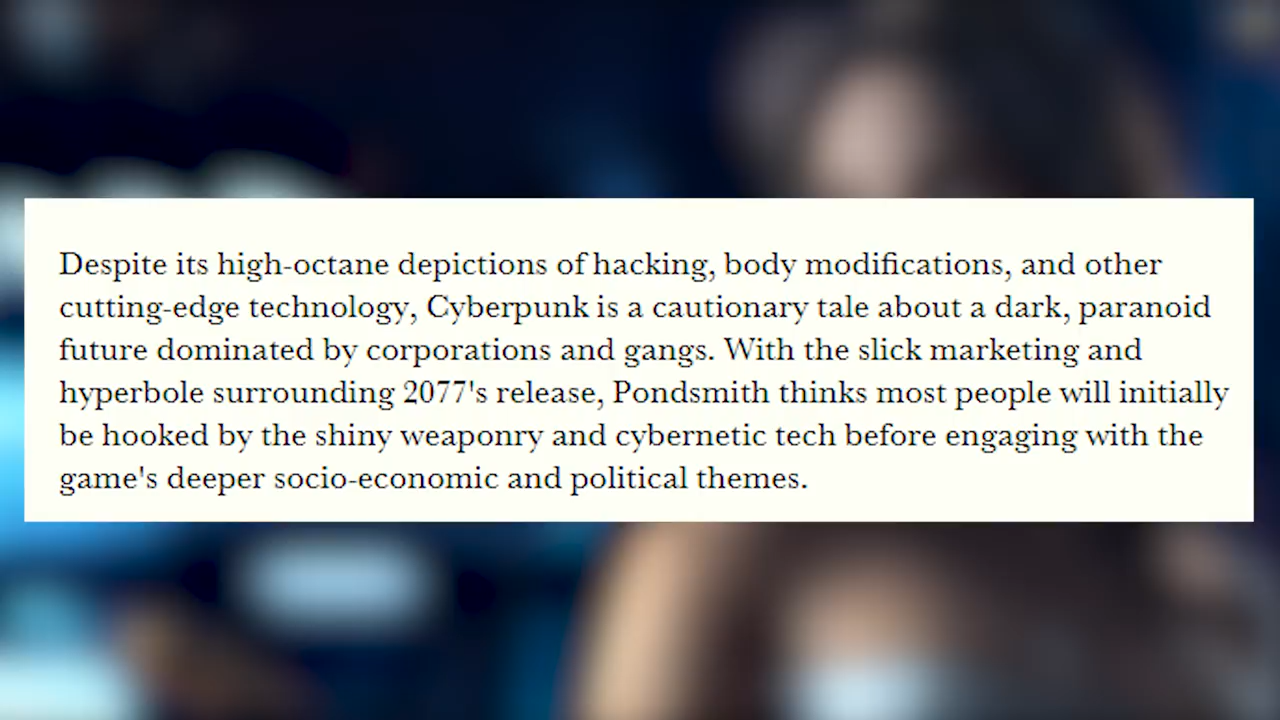 Despite its high-octane depictions of hacking, body modifications, and other
cutting-edge technology, Cyberpunk is a cautionary tale about a dark, paranoid
future dominated by corporations and gangs. With the slick marketing and
hyperbole surrounding 2077's release, Pondsmith thinks most people will initially
be hooked by the shiny weaponry and cybernetic tech before engaging with the
game's deeper socio-economic and political themes.